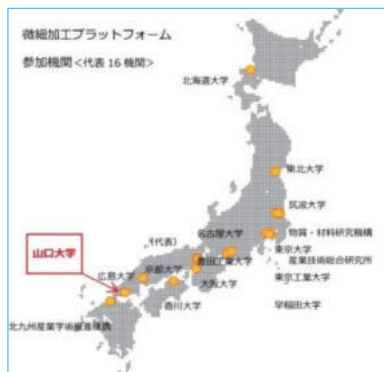 微細加工プラットフォーム
参加機関<代表16機関>
北海道大学
東北大学
筑波大学
名古屋大学
物質・材料研究機構
(代表)
東京大学
山口大学
豊田工業大学
産業技術総合研究所
広島大学
京都大学
東京工業大学
大阪大学
香川大学
早稲田大学
北九州産業学術推進機構